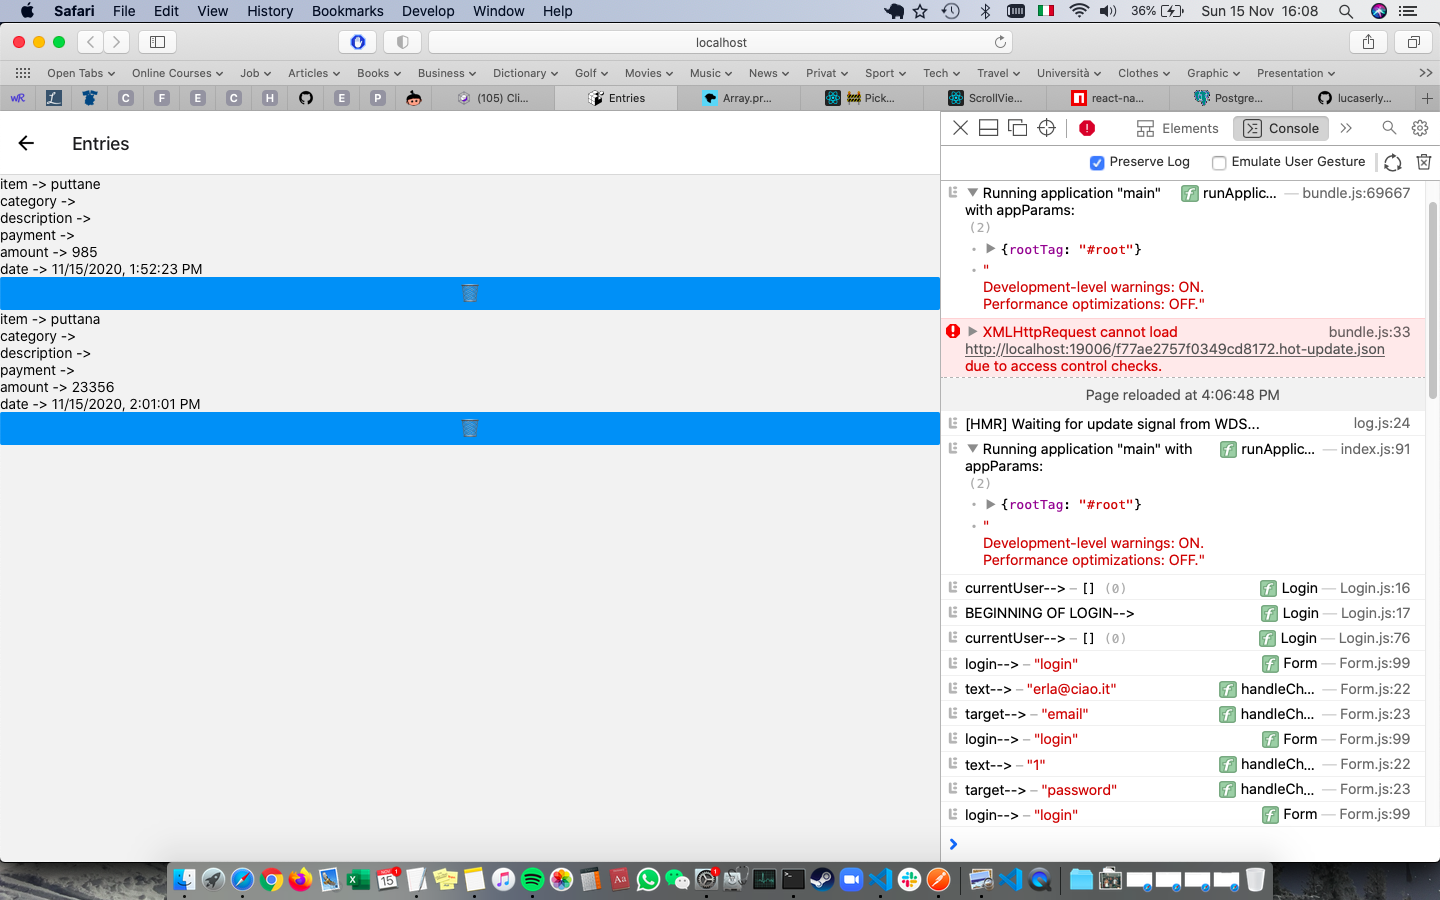 Safari File Edit View History Bookmarks Develop Window Help 36% Sun 15 Nov 16:08
localhost
Open Tabs Online Courses Job Articles Books Business Dictionary Golf Movies Music News Privat Sport Tech Travel Università Clothes Graphic Presentation
wR L C F E C H E P (105) Cli... Entries Array.pr... Pick... ScrollVie... react-na... Postgre... lucaserly...
Entries
item -> puttane
category ->
description ->
payment ->
amount -> 985
date -> 11/15/2020, 1:52:23 PM
item -> puttana
category ->
description ->
payment ->
amount -> 23356
date -> 11/15/2020, 2:01:01 PM
Elements Console
Preserve Log Emulate User Gesture
Running application "main" f runApplic... — bundle.js:69667
with appParams:
(2)
{rootTag: "#root"}
"
Development-level warnings: ON.
Performance optimizations: OFF."
XMLHttpRequest cannot load bundle.js:33
http://localhost:19006/f77ae2757f0349cd8172.hot-update.json
due to access control checks.
Page reloaded at 4:06:48 PM
[HMR] Waiting for update signal from WDS... log.js:24
Running application "main" with f runApplic... — index.js:91
appParams:
(2)
{rootTag: "#root"}
"
Development-level warnings: ON.
Performance optimizations: OFF."
currentUser--> – [] (0) f Login — Login.js:16
BEGINNING OF LOGIN--> f Login — Login.js:17
currentUser--> – [] (0) f Login — Login.js:76
login--> – "login" f Form — Form.js:99
text--> – "erla@ciao.it" f handleCh... — Form.js:22
target--> – "email" f handleCh... — Form.js:23
login--> – "login" f Form — Form.js:99
text--> – "1" f handleCh... — Form.js:22
target--> – "password" f handleCh... — Form.js:23
login--> – "login" f Form — Form.js:99
NOV
15
1
Aa
1